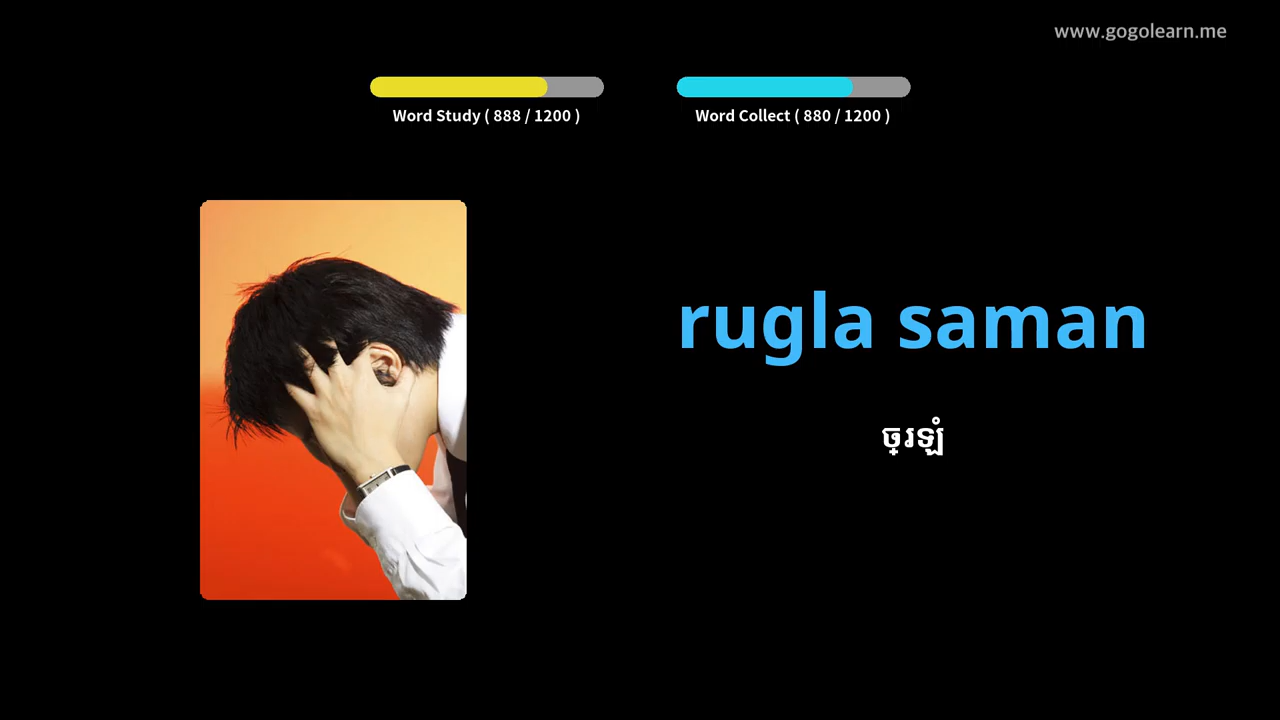 www.gogolearn.me
Word Study ( 888 / 1200 )
Word Collect ( 880 / 1200 )
rugla saman
ច្រឡំ